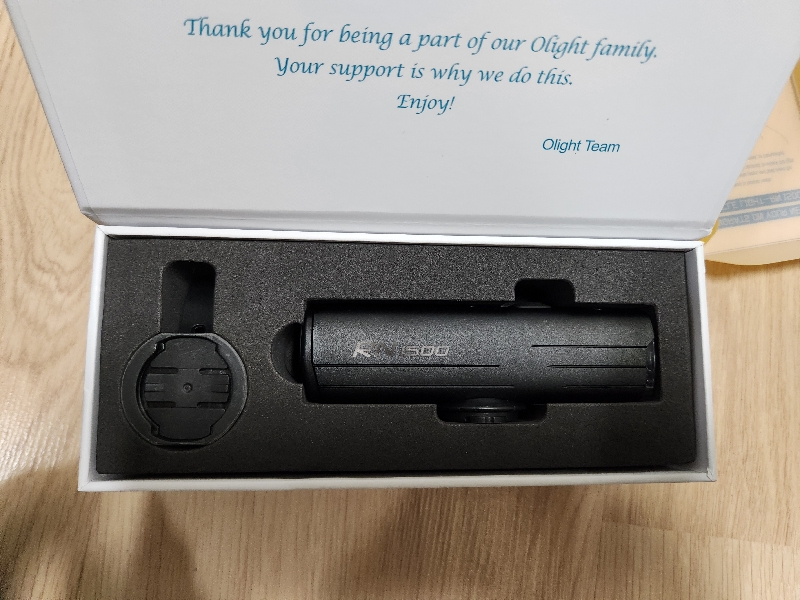 Thank you for being a part of our Olight family.
Your support is why we do this.
Enjoy!
Olight Team
500